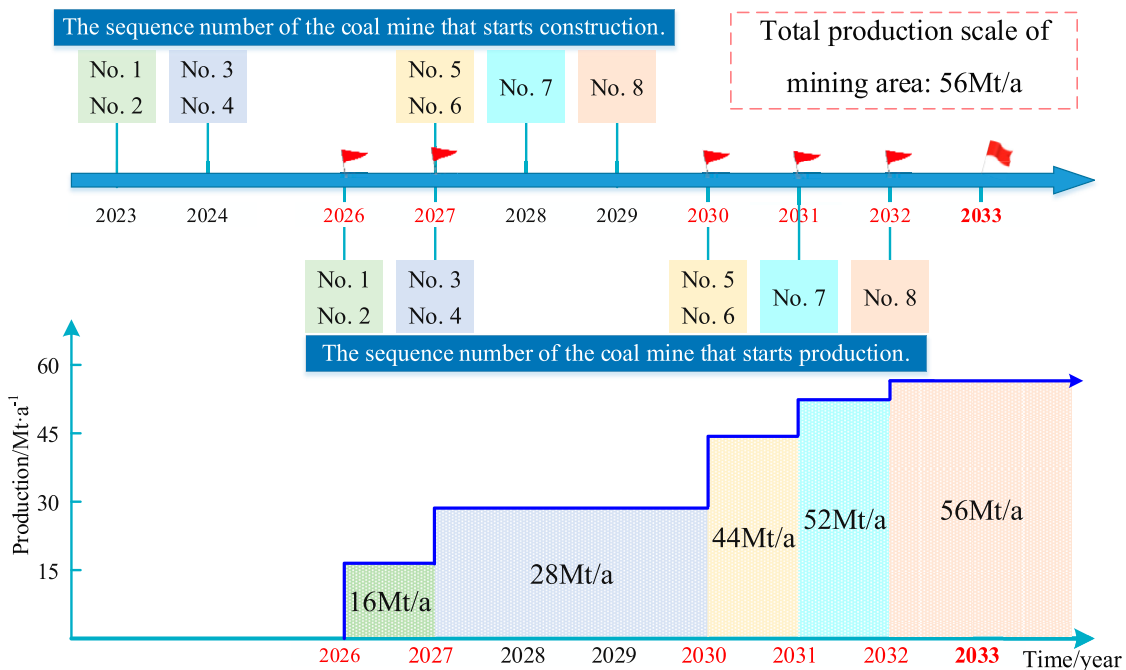 The sequence number of the coal mine that starts construction.
Total production scale of
mining area: 56Mt/a
No. 1
No. 2
No. 3
No. 4
No. 5
No. 6
No. 7
No. 8
2023
2024
2026
2027
2028
2029
2030
2031
2032
2033
No. 1
No. 2
No. 3
No. 4
No. 5
No. 6
No. 7
No. 8
The sequence number of the coal mine that starts production.
Production/Mt·a⁻¹
60
45
30
15
16Mt/a
28Mt/a
44Mt/a
52Mt/a
56Mt/a
2026
2027
2028
2029
2030
2031
2032
2033
Time/year